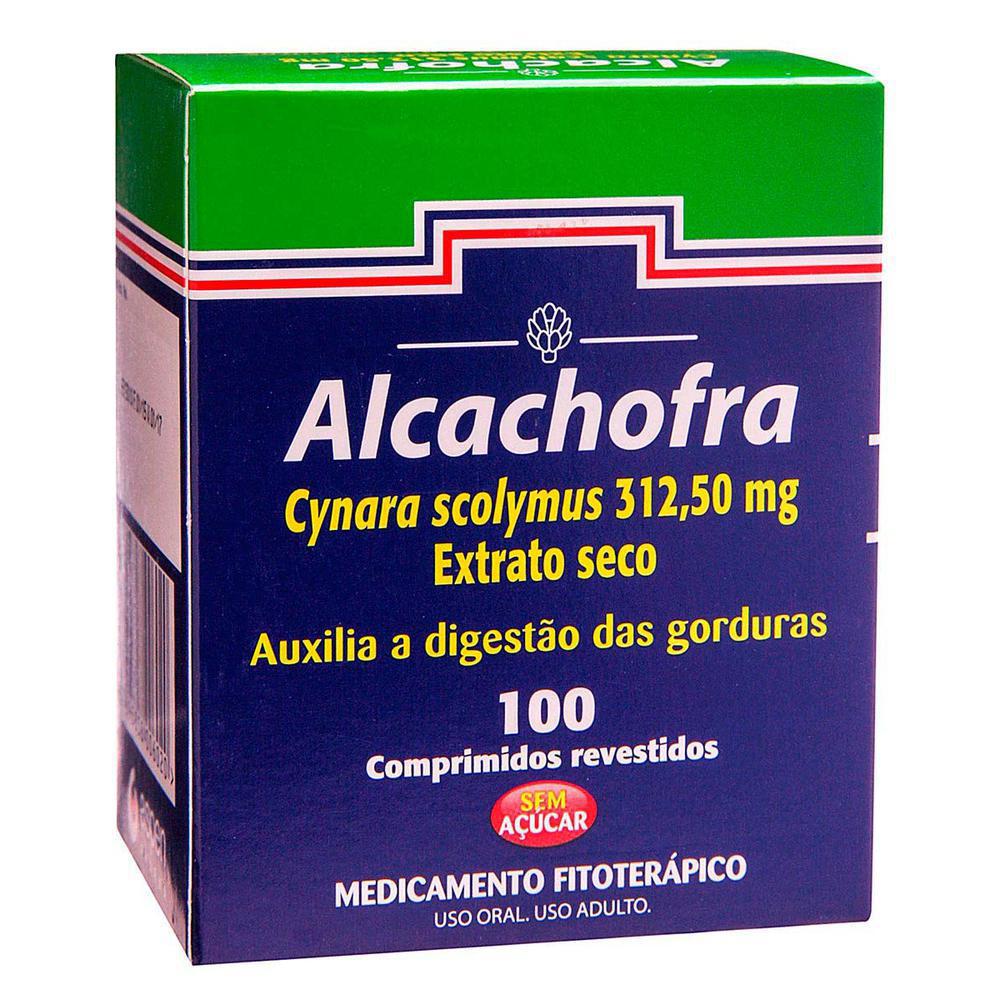 Alcachofra
Alcachofra
Cynara scolymus 312,50 mg
Extrato seco
Auxilia a digestão das gorduras
100
Comprimidos revestidos
SEM
AÇÚCAR
MEDICAMENTO FITOTERÁPICO
USO ORAL. USO ADULTO.